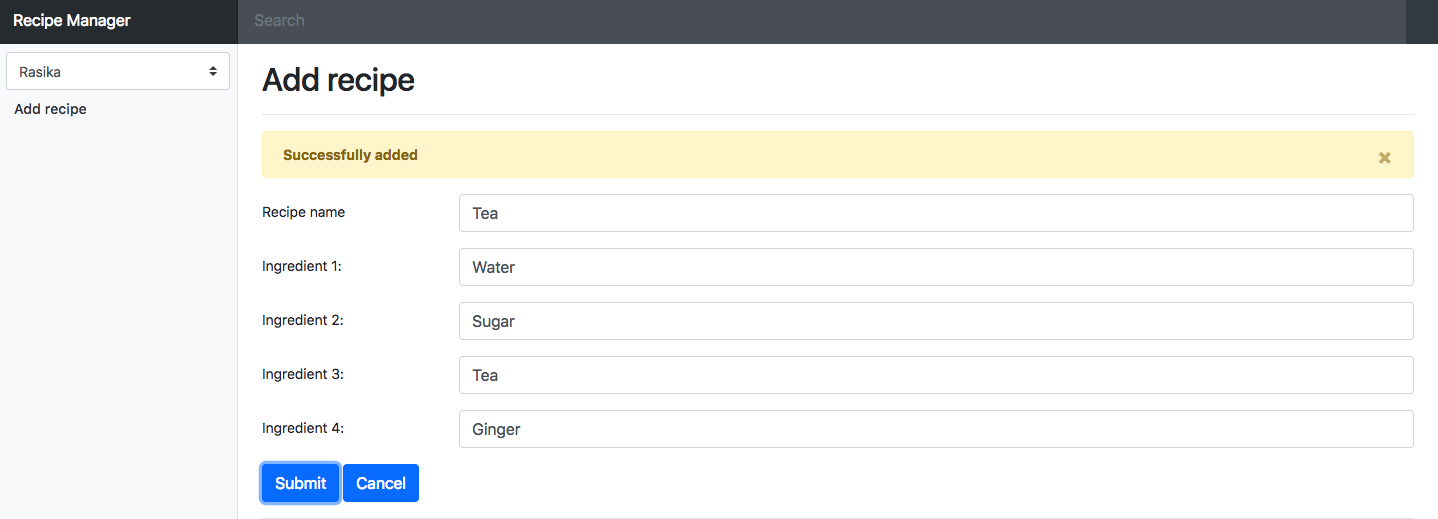 Recipe Manager
Search
Rasika
Add recipe
Add recipe
Successfully added ×
Recipe name Tea
Ingredient 1: Water
Ingredient 2: Sugar
Ingredient 3: Tea
Ingredient 4: Ginger
Submit Cancel